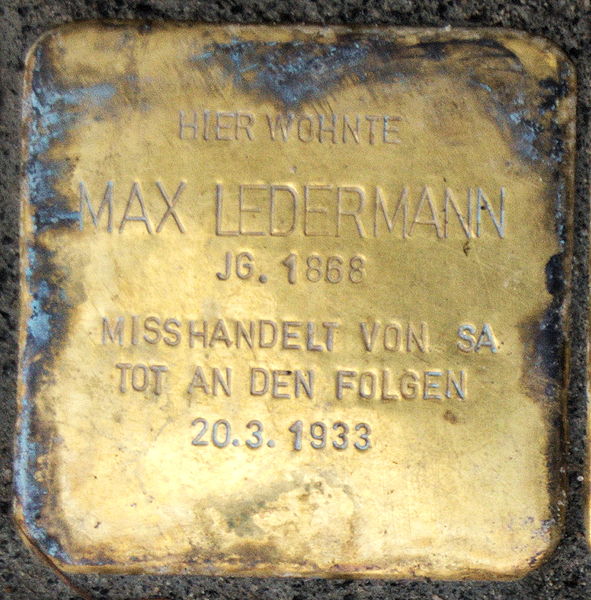 HIER WOHNTE
MAX LEDERMANN
JG. 1868
MISSHANDELT VON SA
TOT AN DEN FOLGEN
20.3.1933